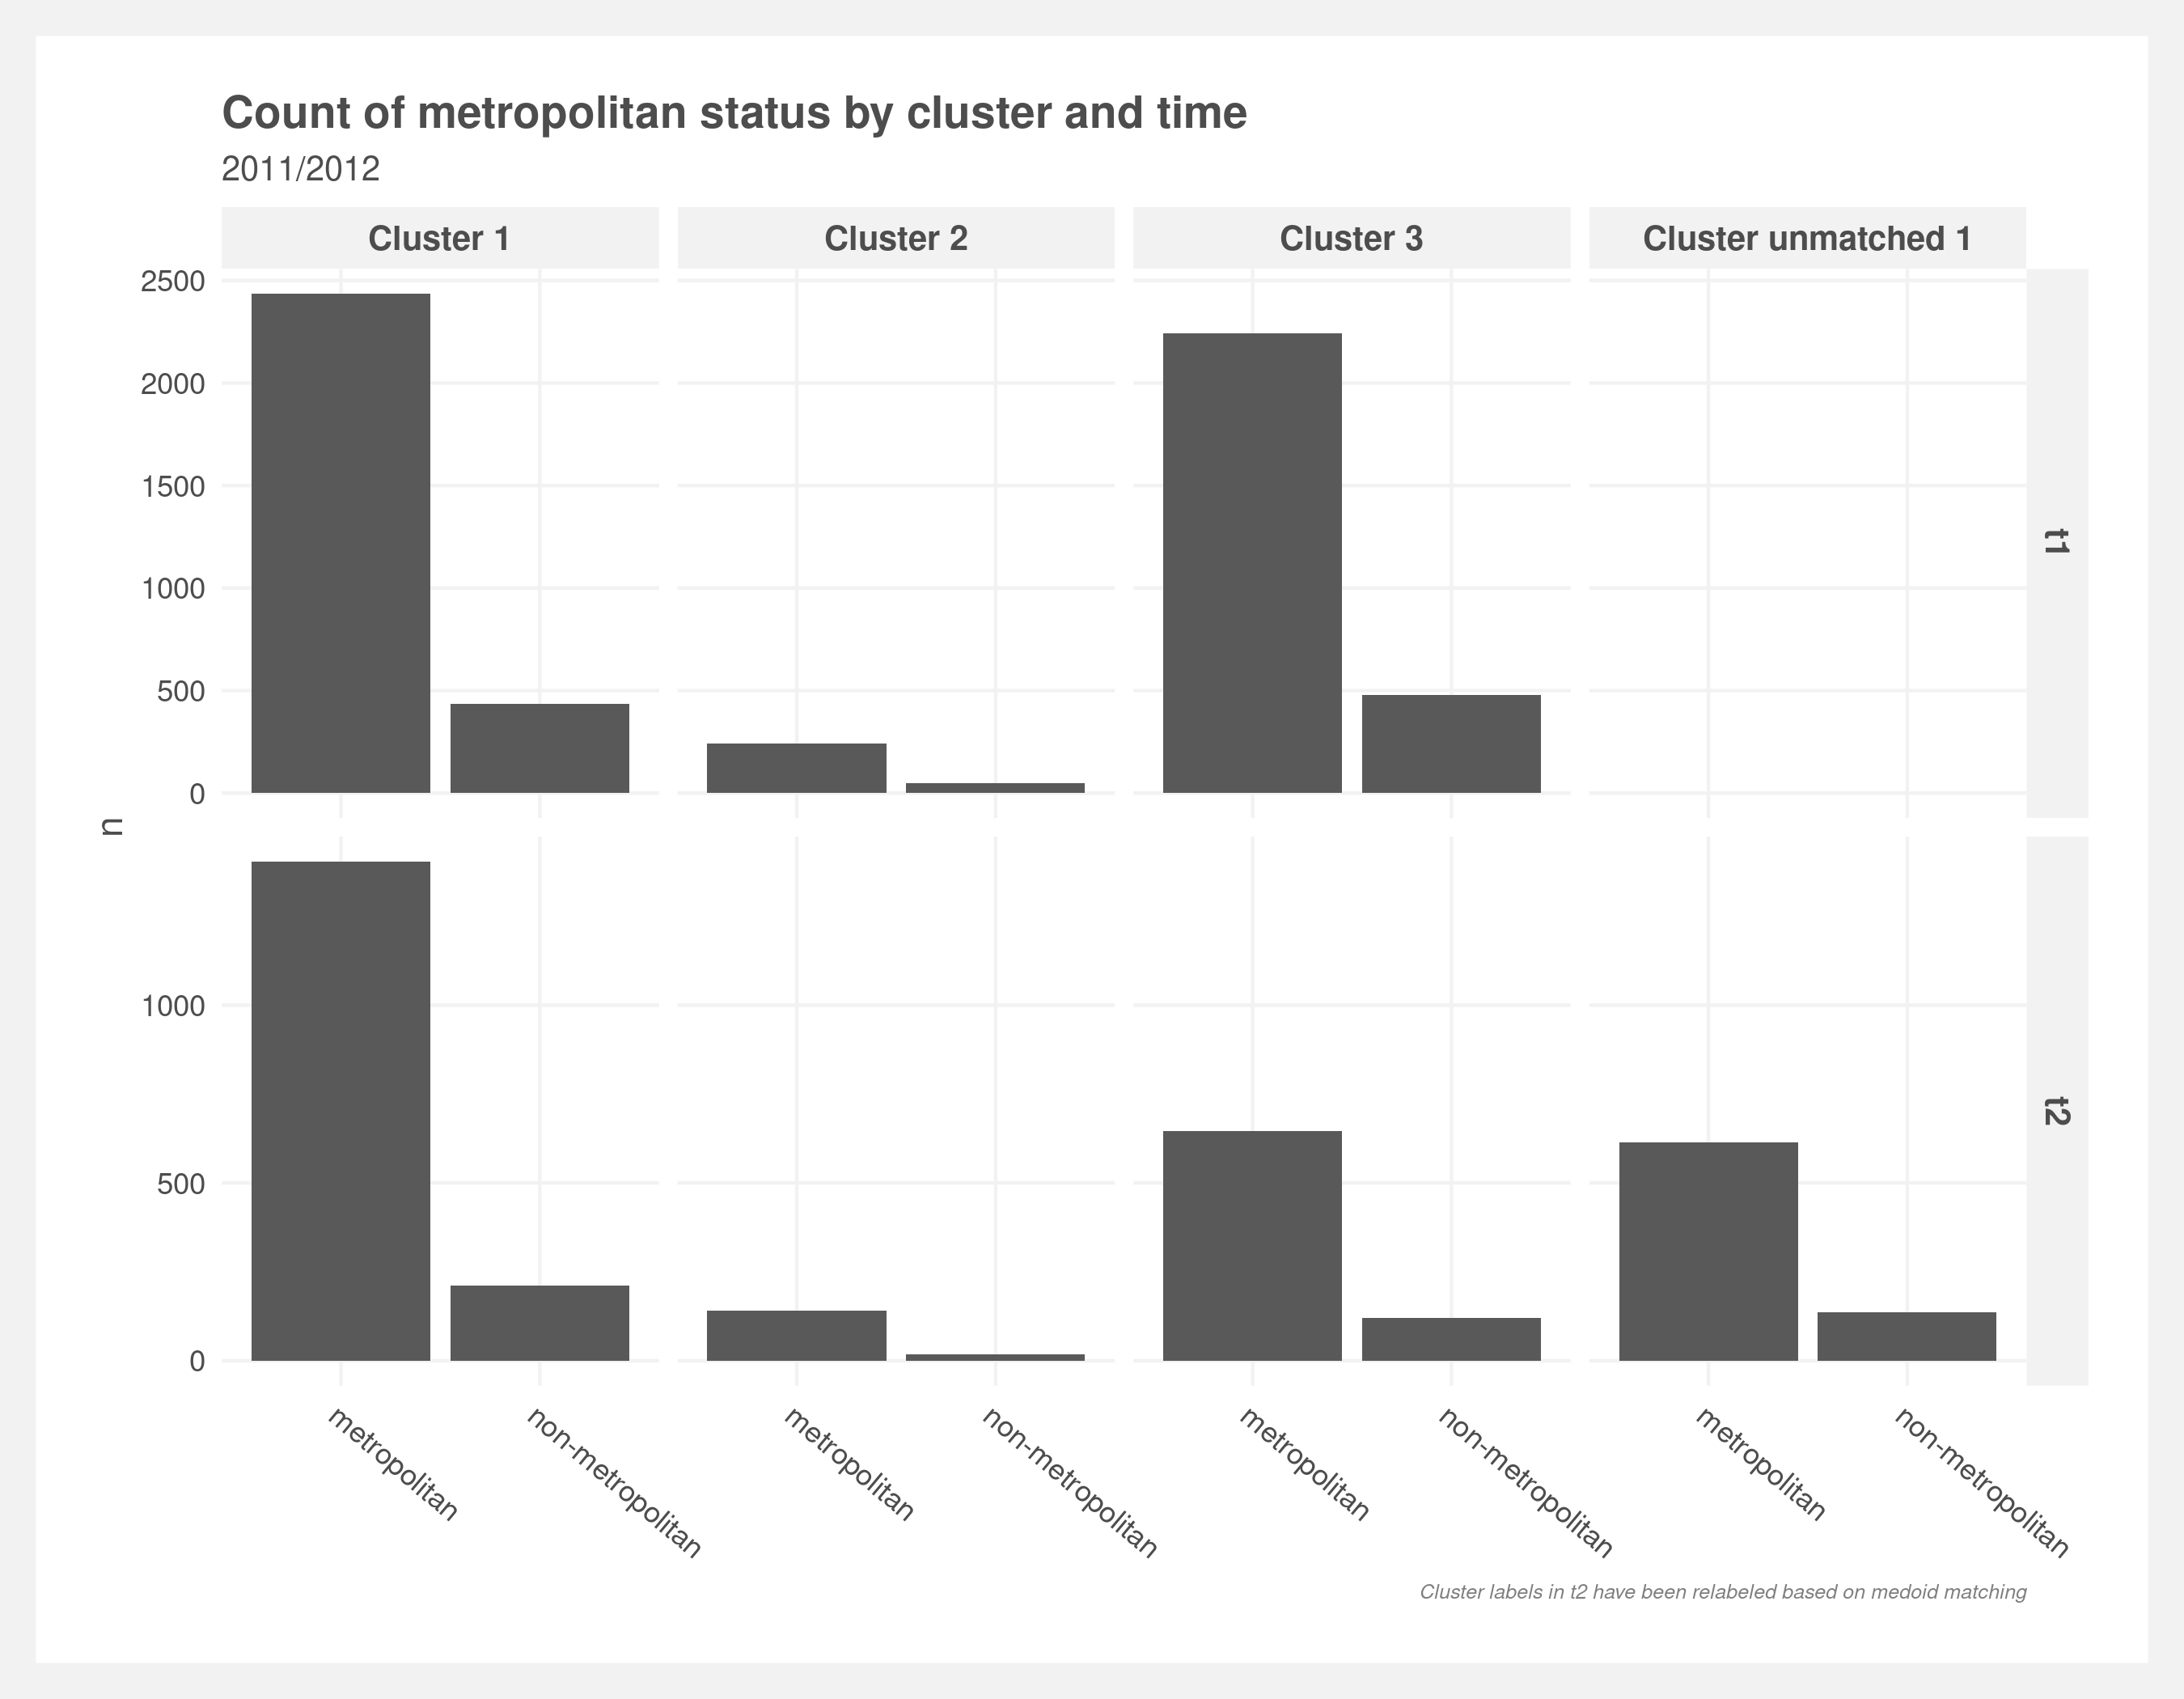 Count of metropolitan status by cluster and time
2011/2012
Cluster 1
Cluster 2
Cluster 3
Cluster unmatched 1
2500
2000
1500
1000
500
0
t1
n
1000
500
0
t2
metropolitan
non-metropolitan
metropolitan
non-metropolitan
metropolitan
non-metropolitan
metropolitan
non-metropolitan
Cluster labels in t2 have been relabeled based on medoid matching